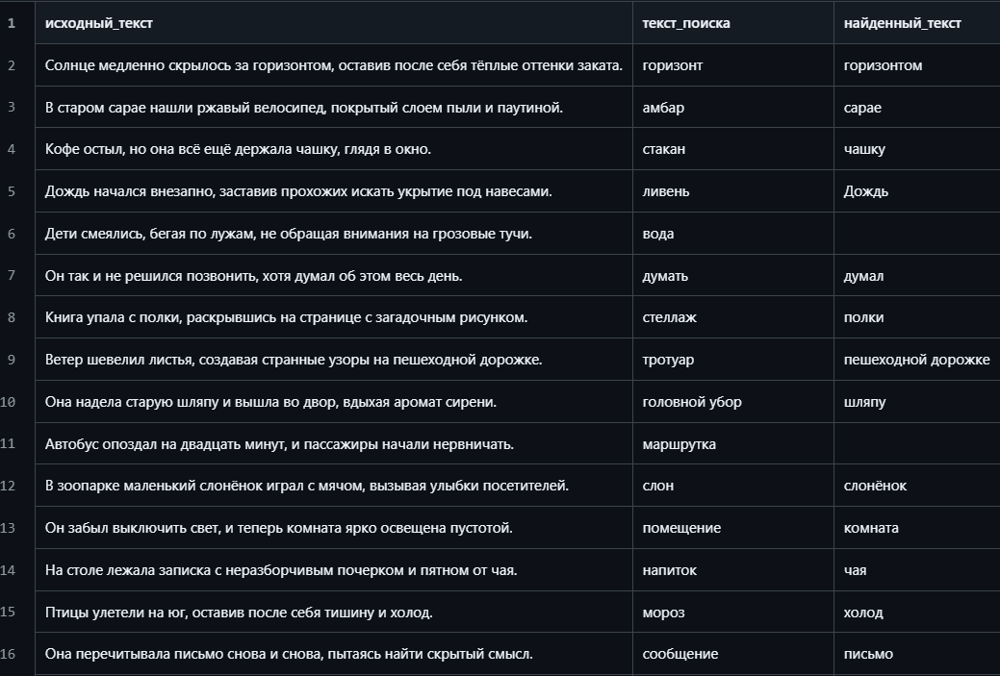 1 исходный_текст текст_поиска найденный_текст
2 Солнце медленно скрылось за горизонтом, оставив после себя тёплые оттенки заката. горизонт горизонтом
3 В старом сарае нашли ржавый велосипед, покрытый слоем пыли и паутиной. амбар сарае
4 Кофе остыл, но она всё ещё держала чашку, глядя в окно. стакан чашку
5 Дождь начался внезапно, заставив прохожих искать укрытие под навесами. ливень Дождь
6 Дети смеялись, бегая по лужам, не обращая внимания на грозовые тучи. вода
7 Он так и не решился позвонить, хотя думал об этом весь день. думать думал
8 Книга упала с полки, раскрывшись на странице с загадочным рисунком. стеллаж полки
9 Ветер шевелил листья, создавая странные узоры на пешеходной дорожке. тротуар пешеходной дорожке
10 Она надела старую шляпу и вышла во двор, вдыхая аромат сирени. головной убор шляпу
11 Автобус опоздал на двадцать минут, и пассажиры начали нервничать. маршрутка
12 В зоопарке маленький слонёнок играл с мячом, вызывая улыбки посетителей. слон слонёнок
13 Он забыл выключить свет, и теперь комната ярко освещена пустотой. помещение комната
14 На столе лежала записка с неразборчивым почерком и пятном от чая. напиток чая
15 Птицы улетели на юг, оставив после себя тишину и холод. мороз холод
16 Она перечитывала письмо снова и снова, пытаясь найти скрытый смысл. сообщение письмо